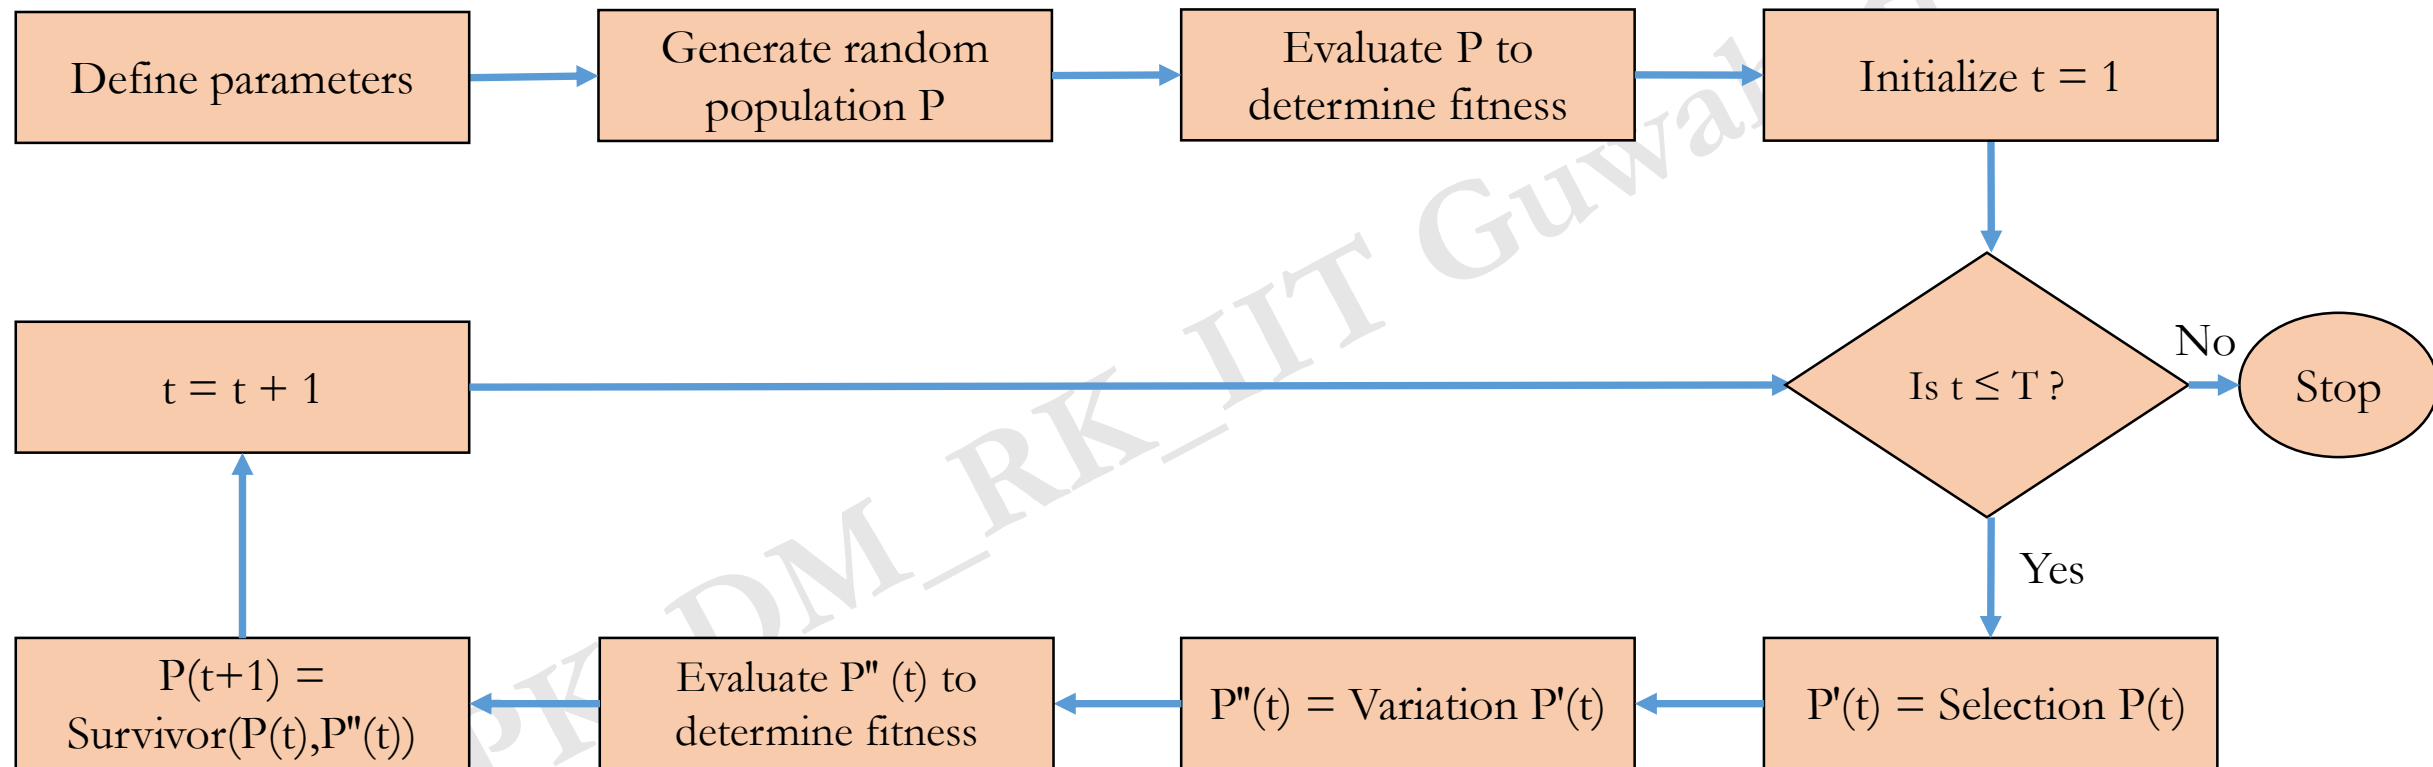 Define parameters
Generate random
population P
Evaluate P to
determine fitness
Initialize t = 1
t = t + 1
Is t ≤ T ?
No
Stop
Yes
P(t+1) =
Survivor(P(t),P"(t))
Evaluate P" (t) to
determine fitness
P"(t) = Variation P'(t)
P'(t) = Selection P(t)
DM_RK_IIT